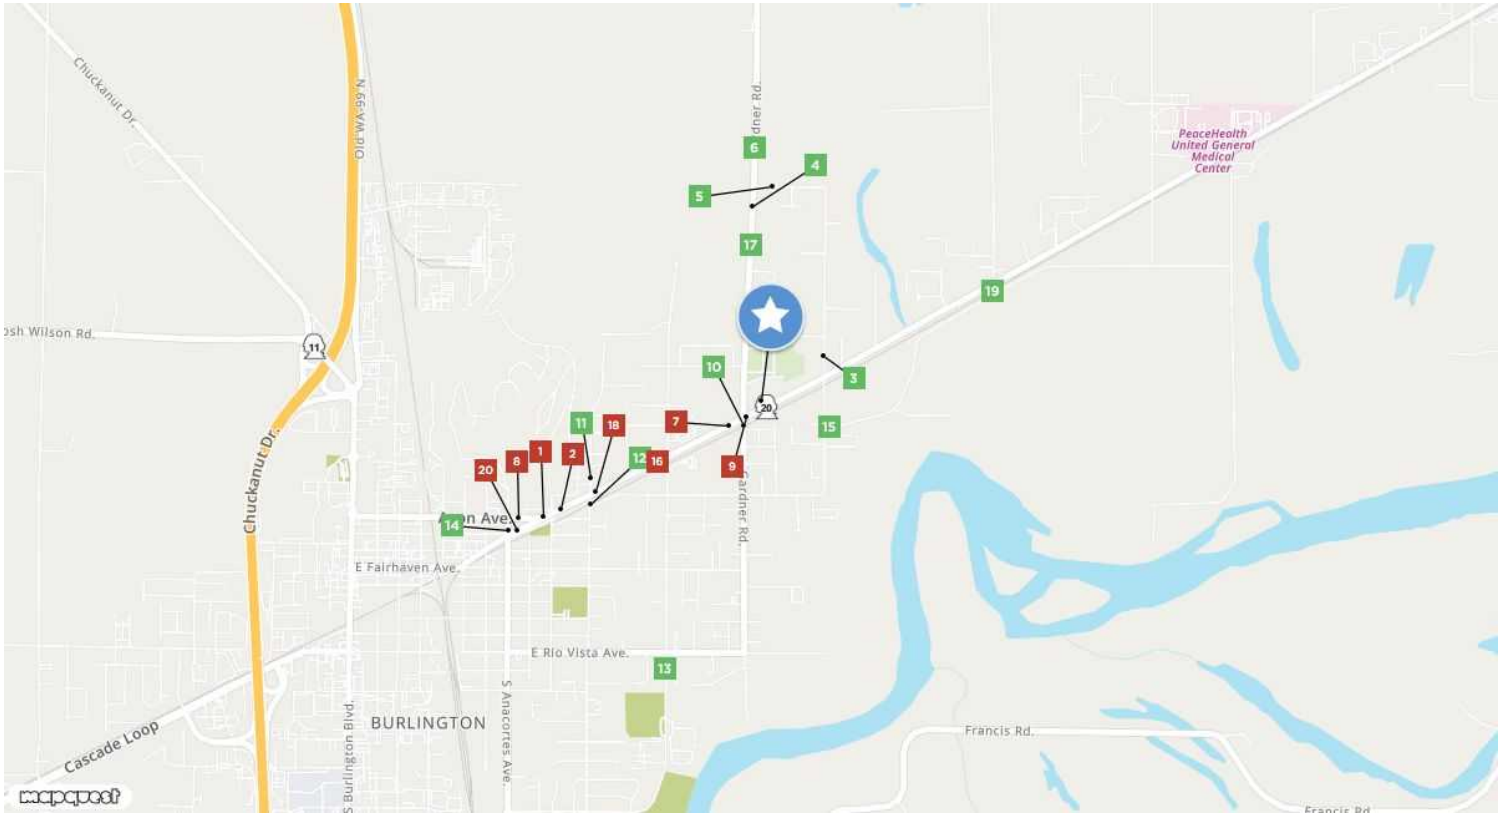 Chuckanut Dr.
Old WA-99 N
dner Rd.
PeaceHealth
United General
Medical
Center
6
4
5
17
19
osh Wilson Rd.
11
10
3
20
11
18
7
15
1
2
12
16
20
8
9
Chuckanut Dr.
14
Avon Ave.
Gardner Rd.
E Fairhaven Ave.
E Rio Vista Ave.
13
S Anacortes Ave.
S Burlington Blvd.
BURLINGTON
Cascade Loop
Francis Rd.
mapquest
Francis Rd